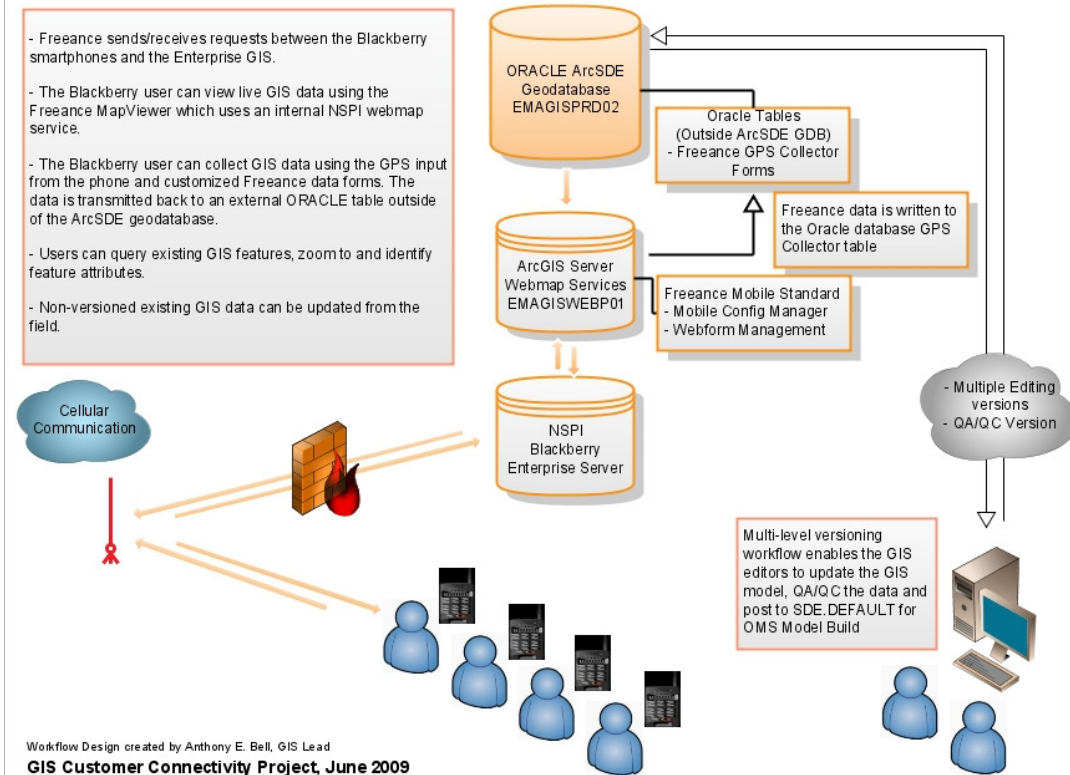 - Freeance sends/receives requests between the Blackberry
smartphones and the Enterprise GIS.
- The Blackberry user can view live GIS data using the
Freeance MapViewer which uses an internal NSPI webmap
service.
- The Blackberry user can collect GIS data using the GPS input
from the phone and customized Freeance data forms. The
data is transmitted back to an external ORACLE table outside
of the ArcSDE geodatabase.
- Users can query existing GIS features, zoom to and identify
feature attributes.
- Non-versioned existing GIS data can be updated from the
field.
ORACLE ArcSDE
Geodatabase
EMAGISPRD02
Oracle Tables
(Outside ArcSDE GDB)
- Freeance GPS Collector
Forms
Freeance data is written to
the Oracle database GPS
Collector table
ArcGIS Server
Webmap Services
EMAGISWEBP01
Freeance Mobile Standard
- Mobile Config Manager
- Webform Management
NSPI
Blackberry
Enterprise Server
Cellular
Communication
- Multiple Editing
versions
- QA/QC Version
Multi-level versioning
workflow enables the GIS
editors to update the GIS
model, QA/QC the data and
post to SDE.DEFAULT for
OMS Model Build
Workflow Design created by Anthony E. Bell, GIS Lead
GIS Customer Connectivity Project, June 2009